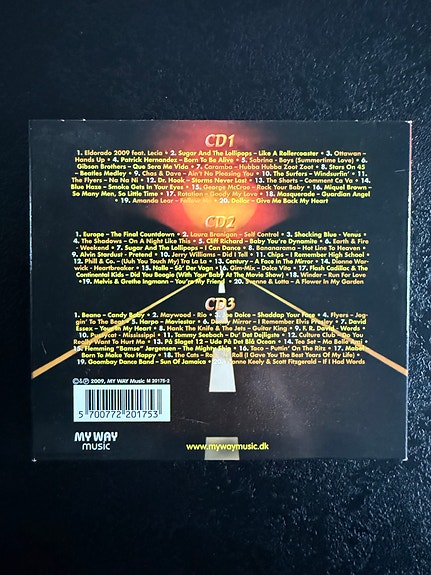 CD1
1. Eldorado 2009 feat. Lecia • 2. Sugar And The Lollipops – Like A Rollercoaster • 3. Ottawan –
Hands Up • 4. Patrick Hernandez – Born To Be Alive • 5. Sabrina - Boys (Summertime Love) • 6.
Gibson Brothers – Que Sera Me Vida • 7. Caramba – Hubba Hubba Zoot Zoot • 8. Stars On 45
– Beatles Medley • 9. Chas & Dave – Ain't No Pleasing You • 10. The Surfers – Windsurfin' • 11.
The Flyers – Na Na Ni • 12. Dr. Hook – Storms Never Last • 13. The Shorts – Comment Ca Va • 14.
Blue Haze – Smoke Gets In Your Eyes • 15. George McCrae – Rock Your Baby • 16. Miquel Brown –
So Many Men, So Little Time • 17. Rotation – Goody My Love • 18. Masquerade – Guardian Angel
• 19. Amanda Lear – Follow Me • 20. Dollar – Give Me Back My Heart
CD2
1. Europe – The Final Countdown • 2. Laura Branigan – Self Control • 3. Shocking Blue - Venus •
4. The Shadows – On A Night Like This • 5. Cliff Richard – Baby You're Dynamite • 6. Earth & Fire
– Weekend • 7. Sugar And The Lollipops – I Can Dance • 8. Bananarama – Hot Line To Heaven •
9. Alvin Stardust – Pretend • 10. Jerry Williams – Did I Tell • 11. Chips – I Remember High School •
12. Phill & Co. – (Uh You Touch Me) Tra La La • 13. Century – A Face In The Mirror • 14. Dionne War-
wick - Heartbreaker • 15. Nalle – Så' Der Vagn • 16. Gim-Mix – Dolce Vita • 17. Flash Cadillac & The
Continental Kids – Did You Boogie (With Your Baby At The Movie Show) • 18. Winder – Run For Love
• 19. Melvis & Grethe Ingmann – You're My Friend • 20. Jeanne & Lotta – A Flower In My Garden
CD3
1. Beano – Candy Baby • 2. Maywood - Rio • 3. Joe Dolce – Shaddap Your Face • 4. Flyers – Jog-
gin' To The Beat • 5. Harpo – Moviestar • 6. Danny Mirror – I Remember Elvis Presley • 7. David
Essex – You're In My Heart • 8. Hank The Knife & The Jets – Guitar King • 9. F. R. David – Words
• 10. Pussycat - Mississippi • 11. Tommy Seebach – Du' Det Dejligste • 12. Culture Club – Do You
Really Want To Hurt Me • 13. På Slaget 12 – Ude På Det Blå Ocean • 14. Tee Set – Ma Belle Ami
• 15. Flemming "Bamse" Jørgensen – The Mighty Ship • 16. Taco – Puttin' On The Ritz • 17. Mabel –
Born To Make You Happy • 18. The Cats – Rock 'N' Roll (I Gave You The Best Years Of My Life) •
19. Goombay Dance Band – Sun Of Jamaica • 20. Yvonne Keely & Scott Fitzgerald – If I Had Words
©&℗ 2009, MY WAY Music M 20175-2
5 700772 201753
MY WAY
music
www.mywaymusic.dk